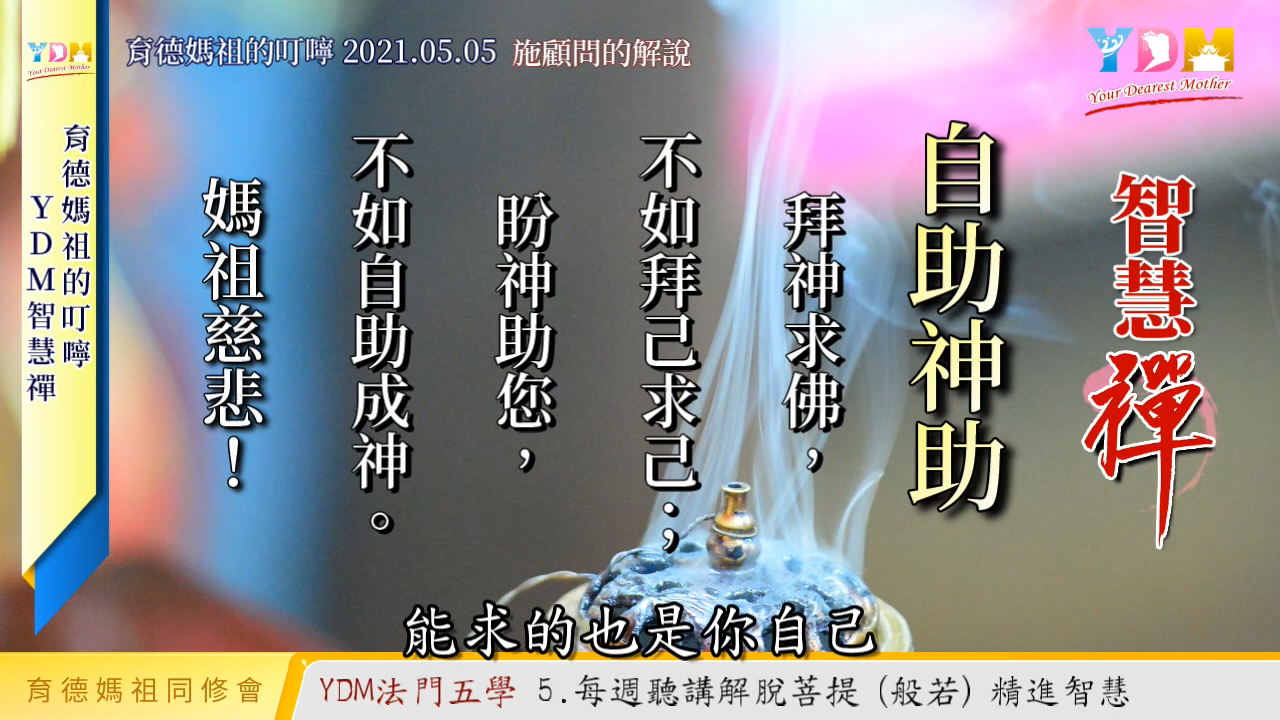 育德媽祖的叮嚀 2021.05.05 施顧問的解說
YDM
Your Dearest Mother
YDM
Your Dearest Mother
智慧禪
自助神助
拜神求佛，
不如拜己求己；
盼神助您，
不如自助成神。
媽祖慈悲！
育德媽祖的叮嚀
YDM智慧禪
能求的也是你自己
育德媽祖同修會
YDM法門五學 5.每週聽講解脫菩提（般若）精進智慧